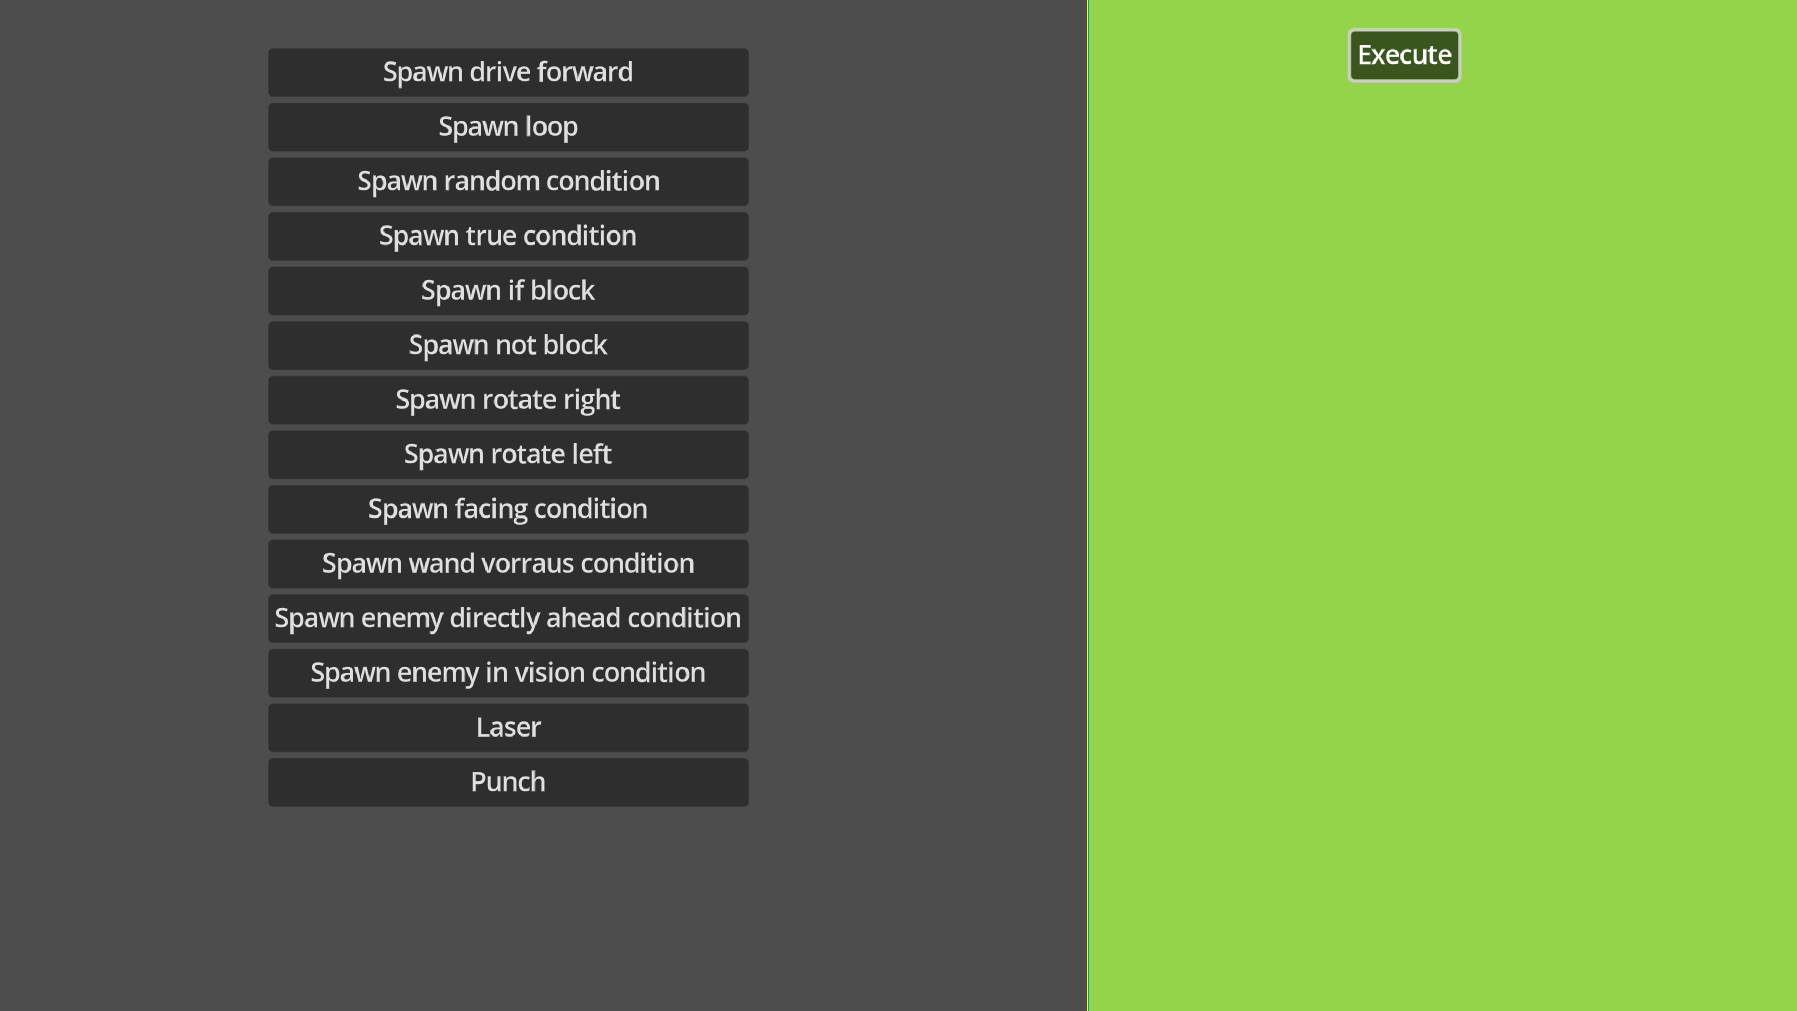 Spawn drive forward
Spawn loop
Spawn random condition
Spawn true condition
Spawn if block
Spawn not block
Spawn rotate right
Spawn rotate left
Spawn facing condition
Spawn wand vorraus condition
Spawn enemy directly ahead condition
Spawn enemy in vision condition
Laser
Punch
Execute